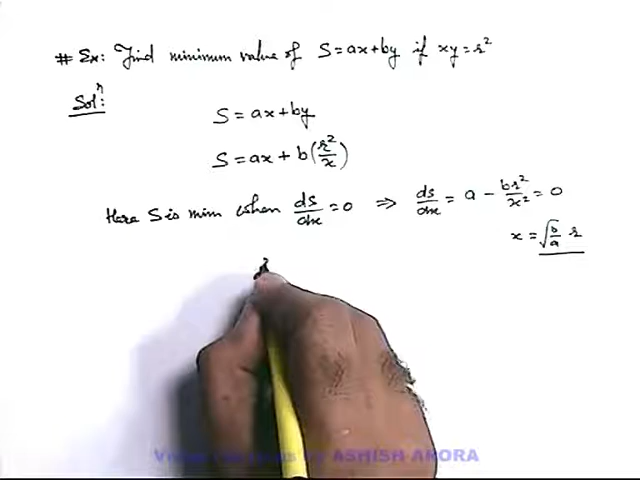 # Ex: Find minimum value of S = ax + by if xy = r²
Solⁿ:
S = ax + by
S = ax + b(r²/x)
Here S is min when ds/dx = 0 ⇒ ds/dx = a - br²/x² = 0
x = √(b/a) r
ASHISH ARORA